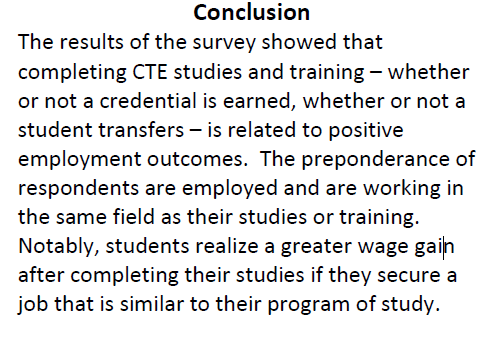 Conclusion
The results of the survey showed that
completing CTE studies and training – whether
or not a credential is earned, whether or not a
student transfers – is related to positive
employment outcomes.  The preponderance of
respondents are employed and are working in
the same field as their studies or training.
Notably, students realize a greater wage gain
after completing their studies if they secure a
job that is similar to their program of study.